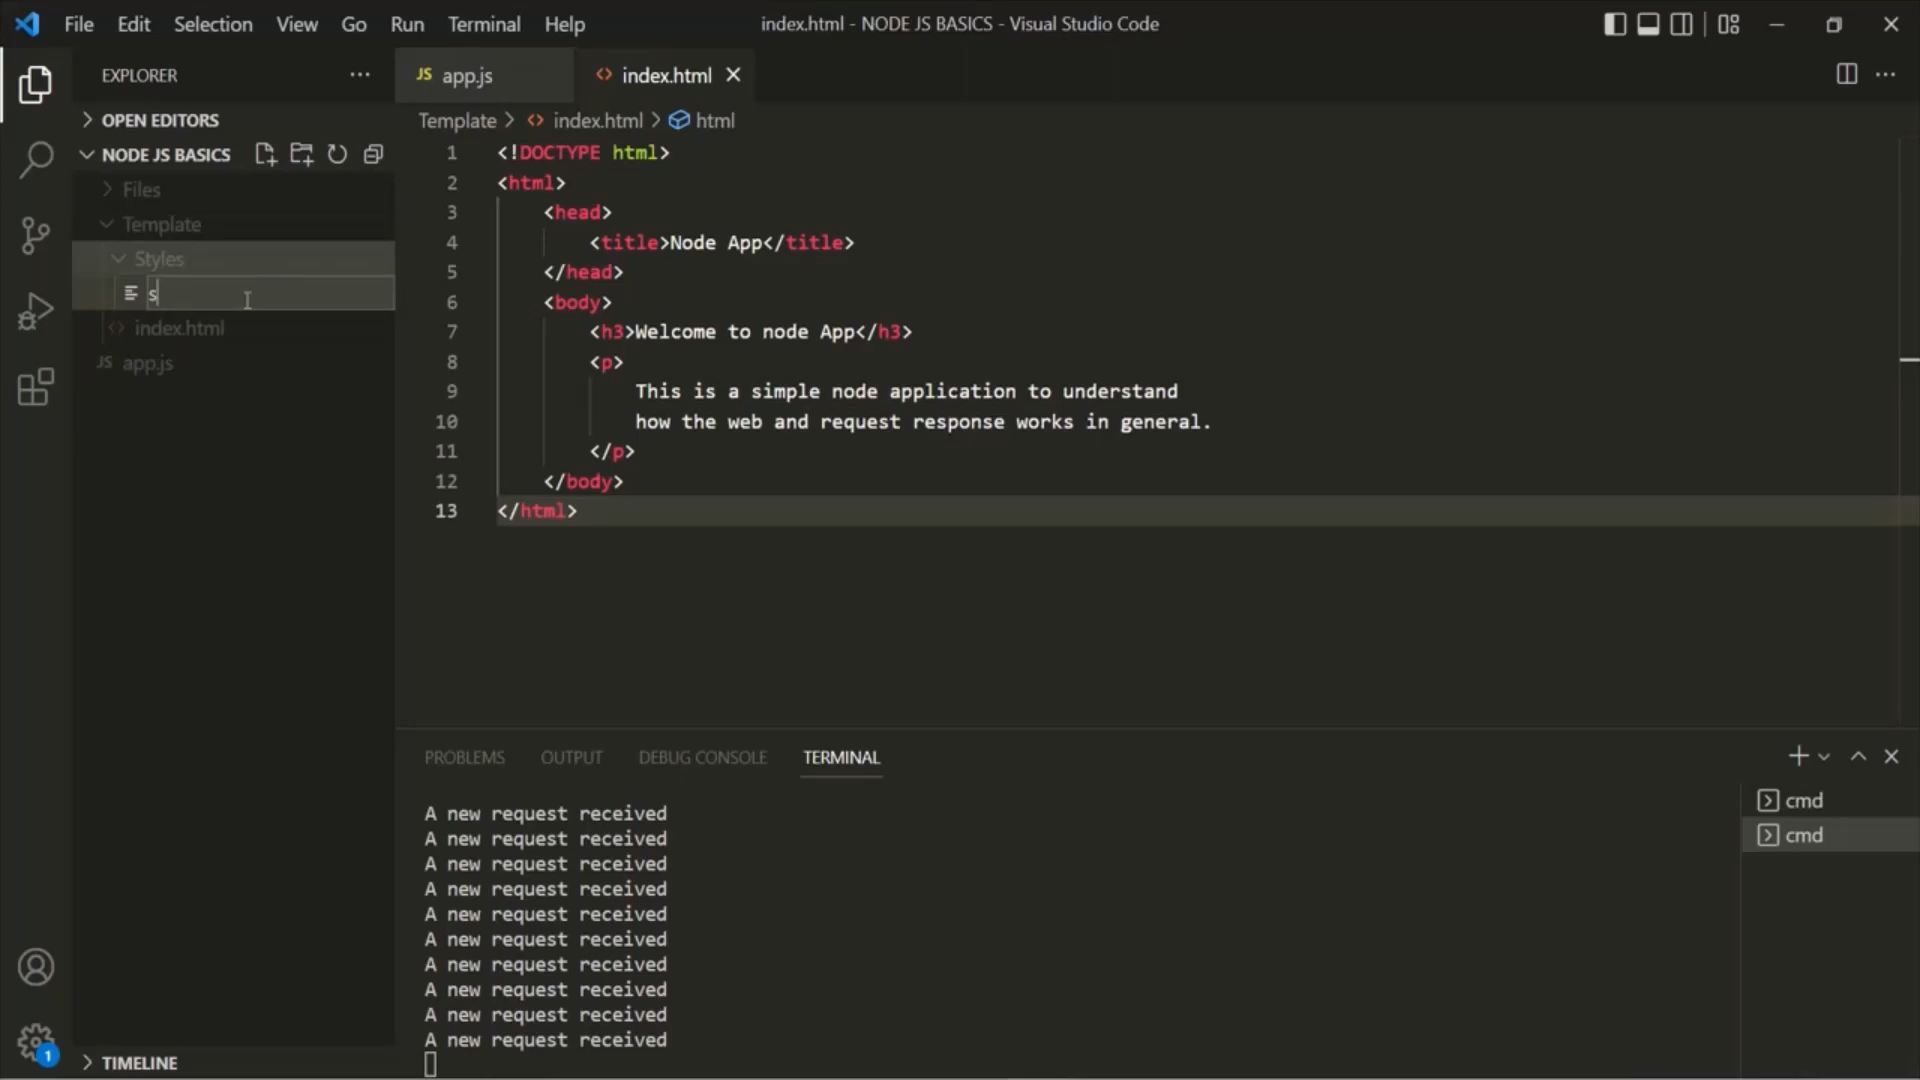 File Edit Selection View Go Run Terminal Help
index.html - NODE JS BASICS - Visual Studio Code
EXPLORER
OPEN EDITORS
NODE JS BASICS
Files
Template
Styles
s
index.html
JS app.js
JS app.js
index.html
Template > index.html > html
1 <!DOCTYPE html>
2 <html>
3 <head>
4 <title>Node App</title>
5 </head>
6 <body>
7 <h3>Welcome to node App</h3>
8 <p>
9 This is a simple node application to understand
10 how the web and request response works in general.
11 </p>
12 </body>
13 </html>
PROBLEMS OUTPUT DEBUG CONSOLE TERMINAL
A new request received
A new request received
A new request received
A new request received
A new request received
A new request received
A new request received
A new request received
A new request received
A new request received
cmd
cmd
1
TIMELINE